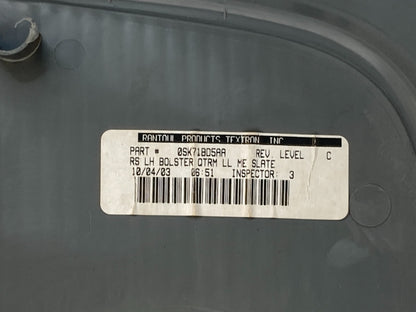 RANTOUL PRODUCTS TEXTRON, INC
PART # 0SK71BD5AA REV. LEVEL C
RS LH BOLSTER QTRM LL ME SLATE
10/04/03 06:51 INSPECTOR: 3